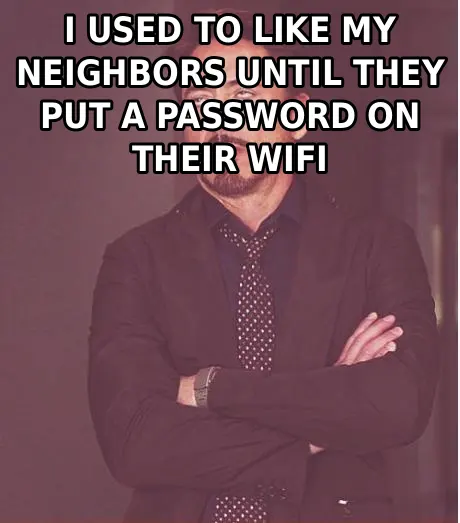 I USED TO LIKE MY
NEIGHBORS UNTIL THEY
PUT A PASSWORD ON
THEIR WIFI